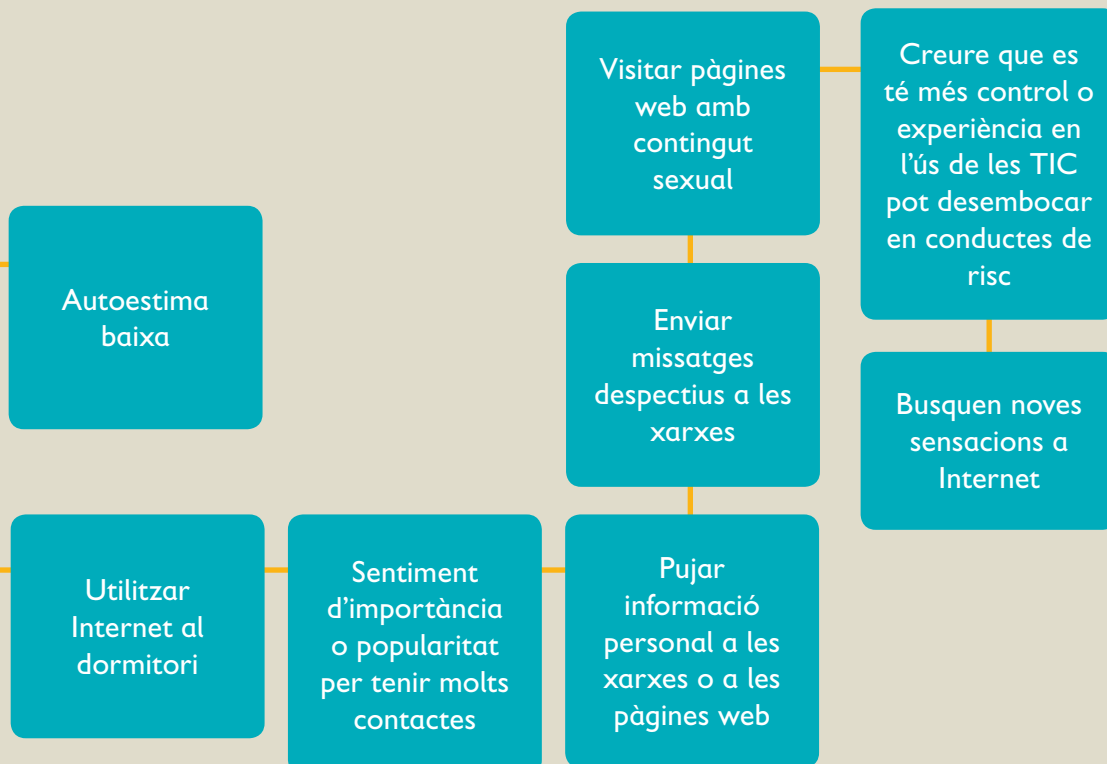 Visitar pàgines
web amb
contingut
sexual
Creure que es
té més control o
experiència en
l’ús de les TIC
pot desembocar
en conductes de
risc
Autoestima
baixa
Enviar
missatges
despectius a les
xarxes
Busquen noves
sensacions a
Internet
Utilitzar
Internet al
dormitori
Sentiment
d’importància
o popularitat
per tenir molts
contactes
Pujar
informació
personal a les
xarxes o a les
pàgines web